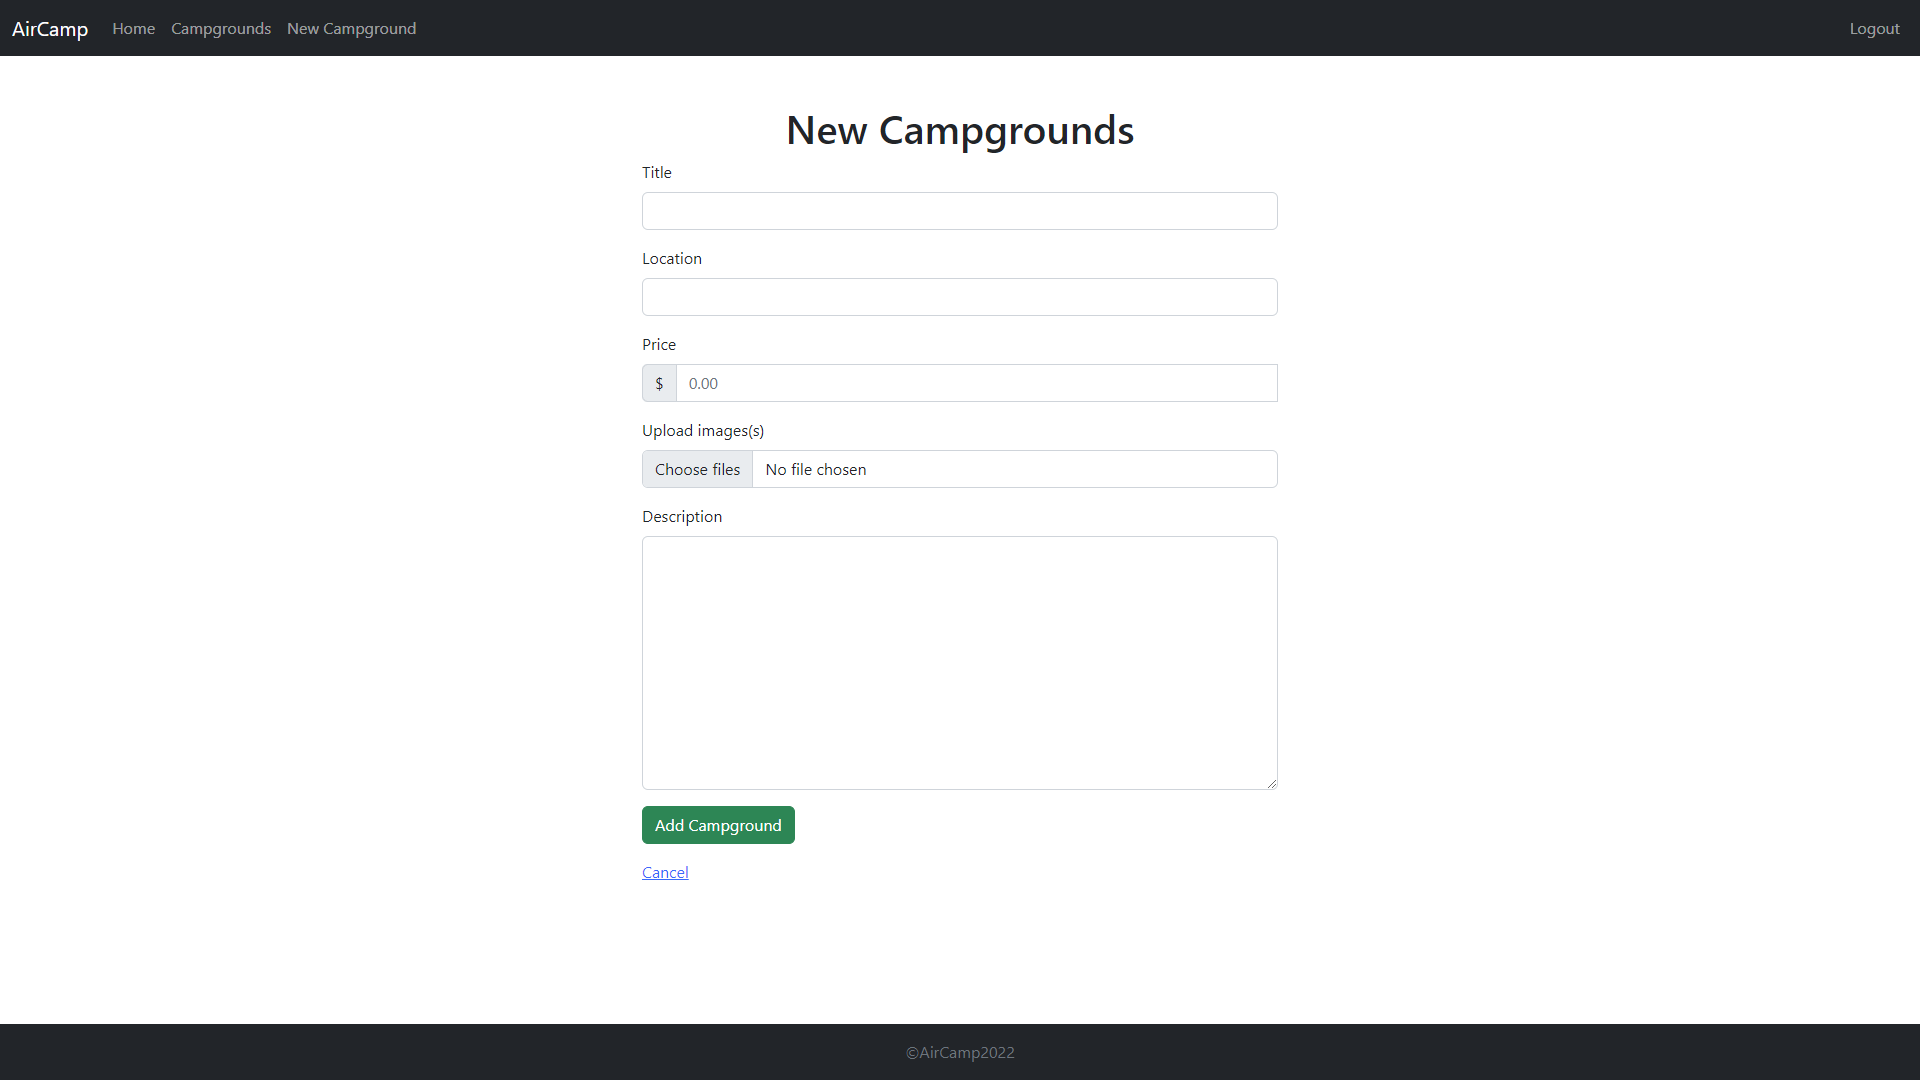 AirCamp Home Campgrounds New Campground Logout
New Campgrounds
Title
Location
Price
$ 0.00
Upload images(s)
Choose files No file chosen
Description
Add Campground
Cancel
©AirCamp2022